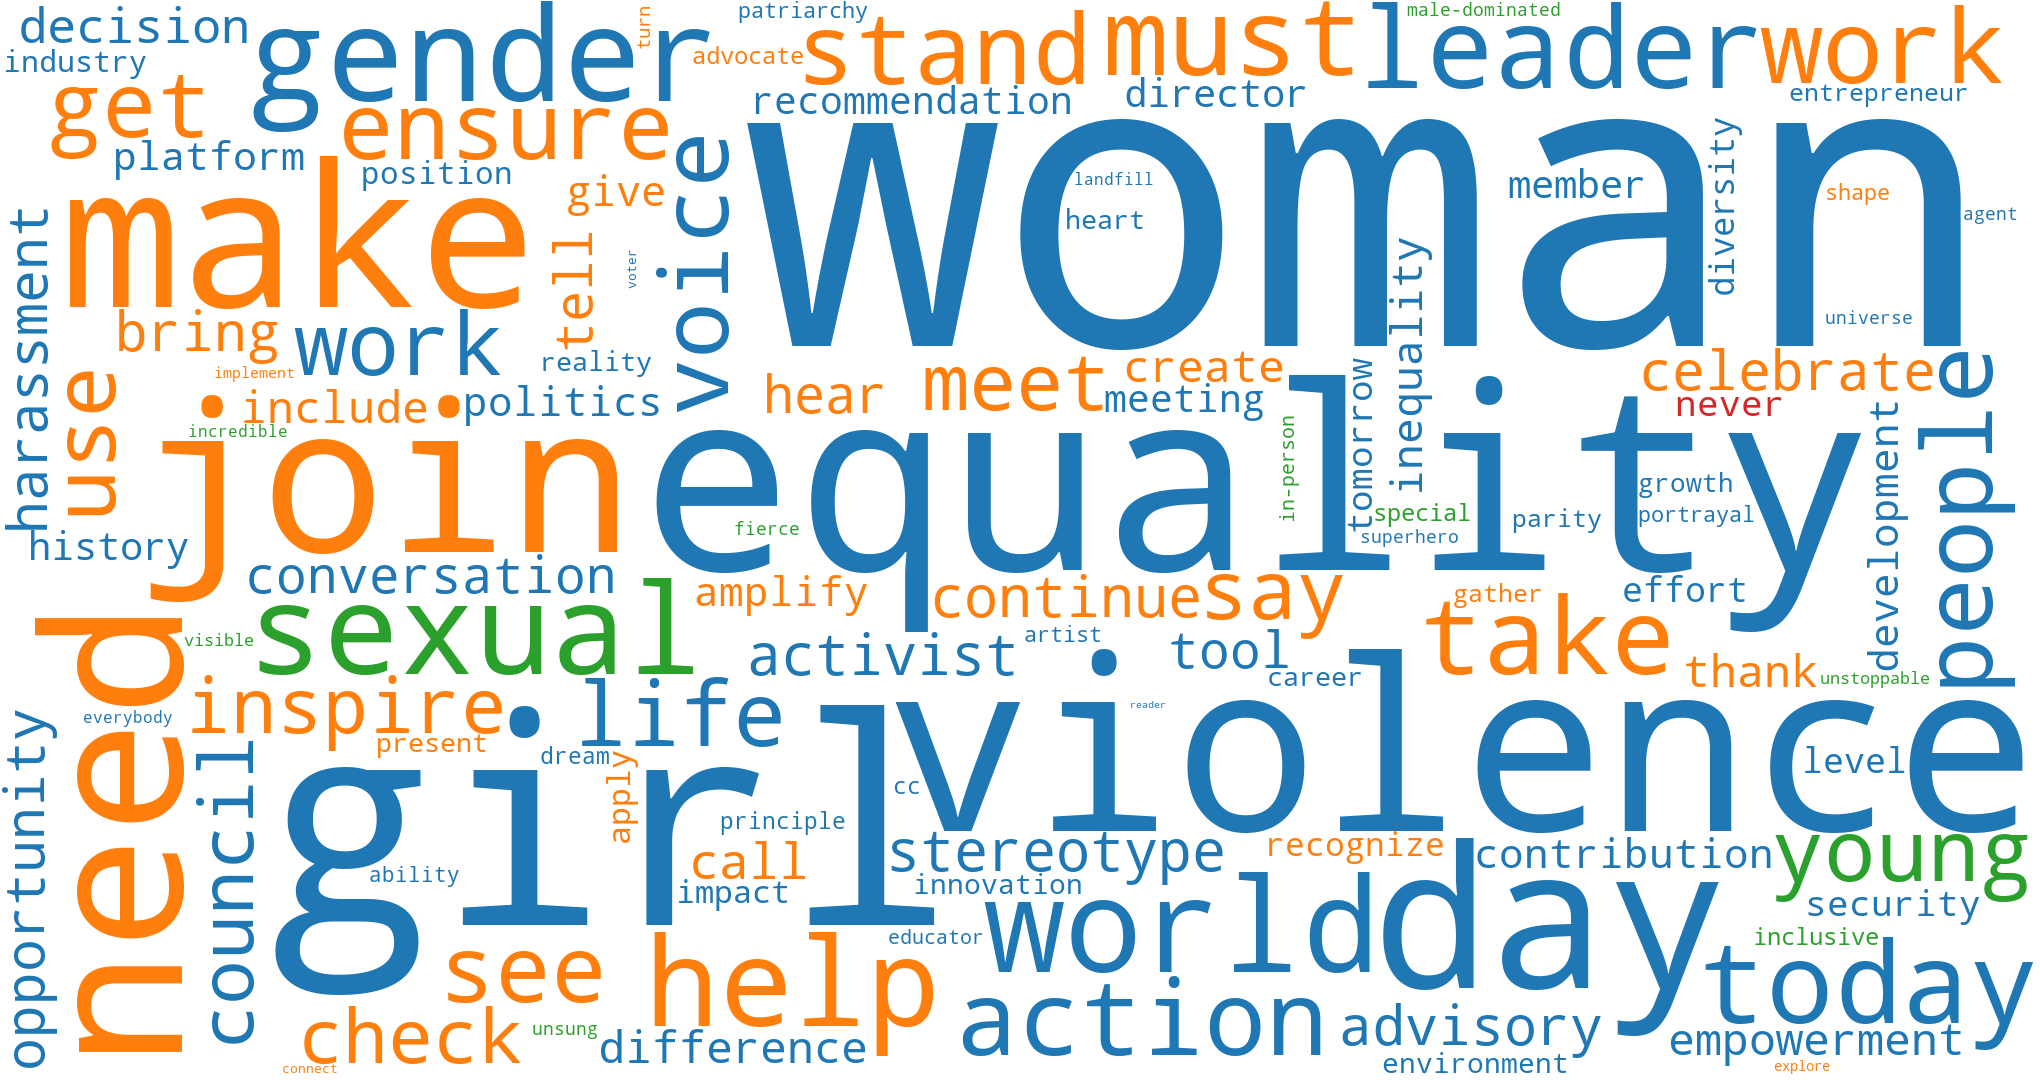 decision
gender
turn
patriarchy
advocate
stand
must
male-dominated
leader
work
industry
get
ensure
recommendation
director
entrepreneur
platform
position
give
voice
woman
landfill
heart
member
diversity
shape
agent
make
tell
voter
inequality
universe
harassment
bring
work
reality
implement
use
include
politics
hear
meet
create
meeting
tomorrow
celebrate
never
people
incredible
join
equality
in-person
special
superhero
parity
growth
portrayal
development
fierce
history
conversation
amplify
continue
say
gather
effort
need
visible
sexual
activist
artist
tool
career
take
thank
unstoppable
everybody
inspire
life
reader
violence
present
dream
opportunity
council
girl
apply
cc
level
principle
call
ability
impact
stereotype
innovation
recognize
contribution
young
security
educator
world
day
inclusive
see
help
today
check
unsung
difference
action
advisory
empowerment
environment
connect
explore